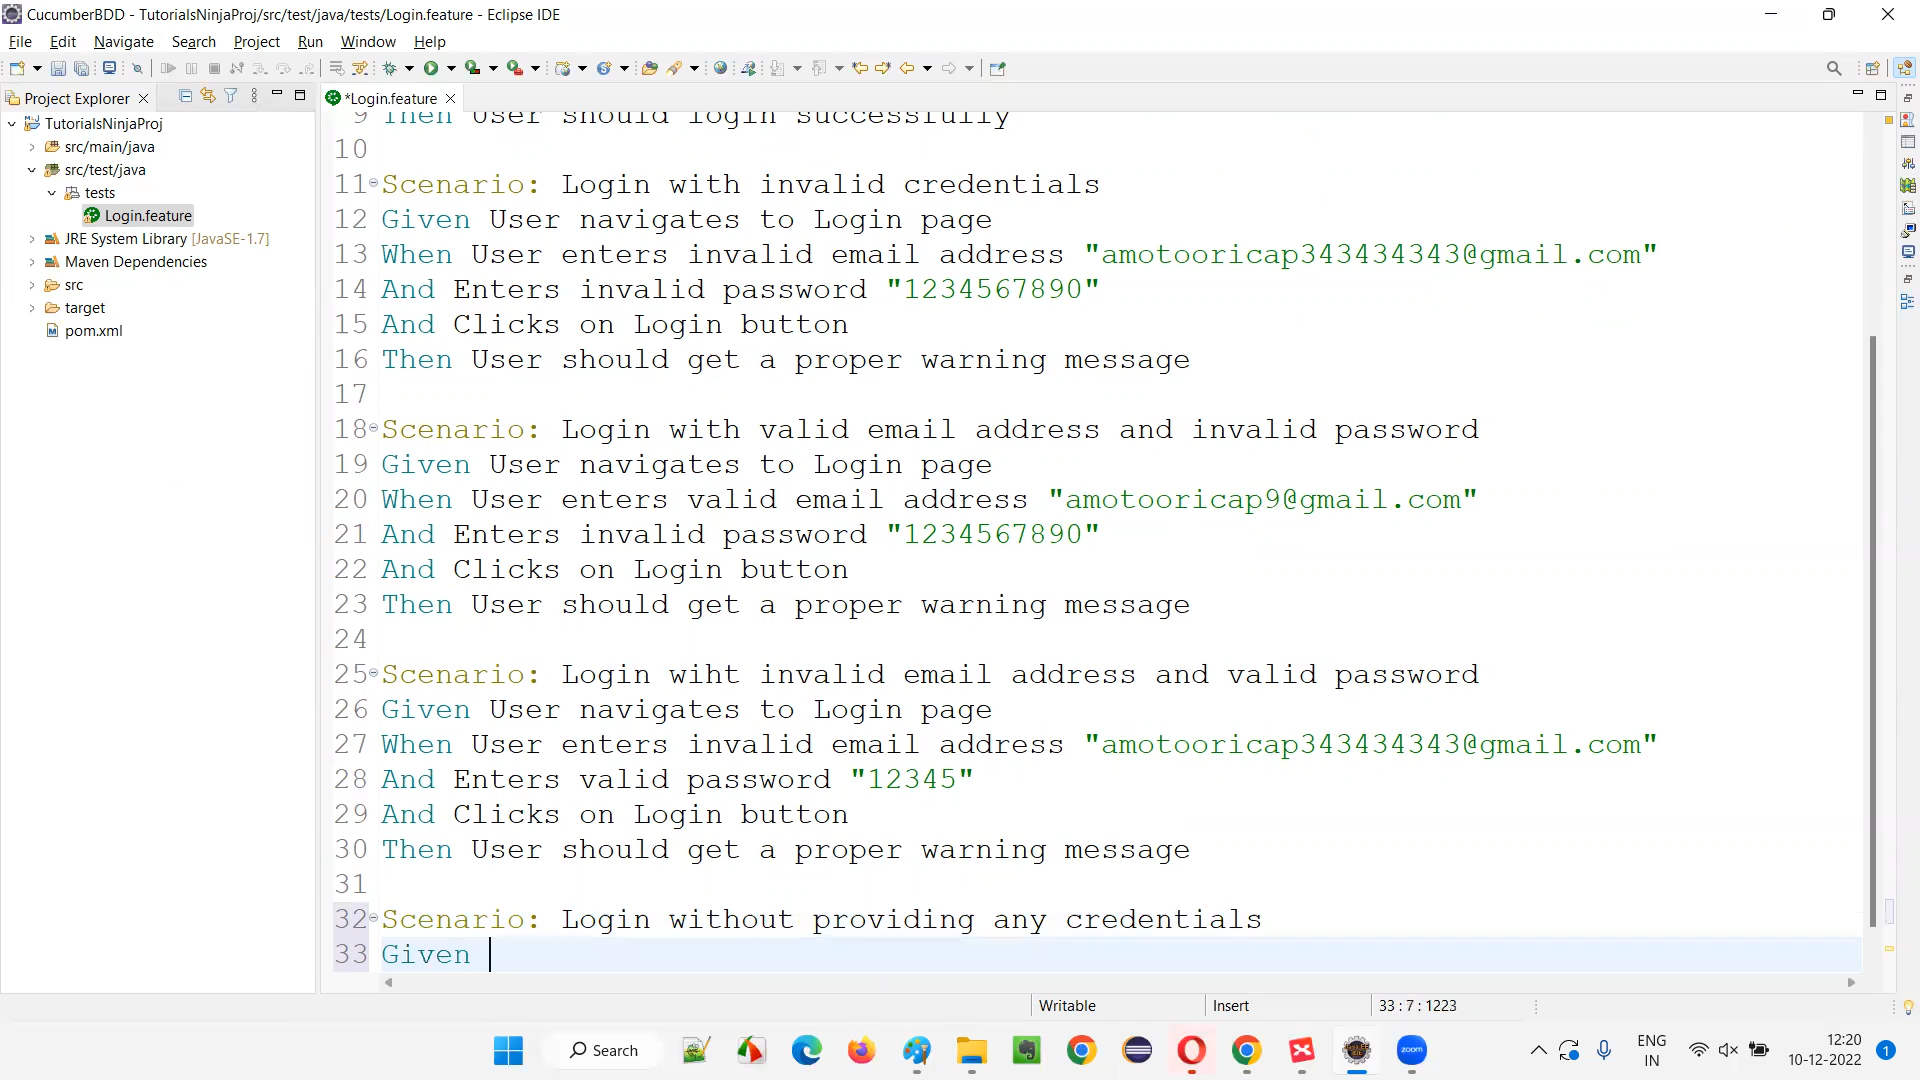 CucumberBDD - TutorialsNinjaProj/src/test/java/tests/Login.feature - Eclipse IDE
File Edit Navigate Search Project Run Window Help
Project Explorer
*Login.feature
TutorialsNinjaProj
src/main/java
src/test/java
tests
Login.feature
JRE System Library [JavaSE-1.7]
Maven Dependencies
src
target
pom.xml
9 Then User should login successfully
10
11 Scenario: Login with invalid credentials
12 Given User navigates to Login page
13 When User enters invalid email address "amotooricap343434343@gmail.com"
14 And Enters invalid password "1234567890"
15 And Clicks on Login button
16 Then User should get a proper warning message
17
18 Scenario: Login with valid email address and invalid password
19 Given User navigates to Login page
20 When User enters valid email address "amotooricap9@gmail.com"
21 And Enters invalid password "1234567890"
22 And Clicks on Login button
23 Then User should get a proper warning message
24
25 Scenario: Login wiht invalid email address and valid password
26 Given User navigates to Login page
27 When User enters invalid email address "amotooricap343434343@gmail.com"
28 And Enters valid password "12345"
29 And Clicks on Login button
30 Then User should get a proper warning message
31
32 Scenario: Login without providing any credentials
33 Given
Writable Insert 33 : 7 : 1223
Search
zoom
ENG
IN
12:20
10-12-2022
1